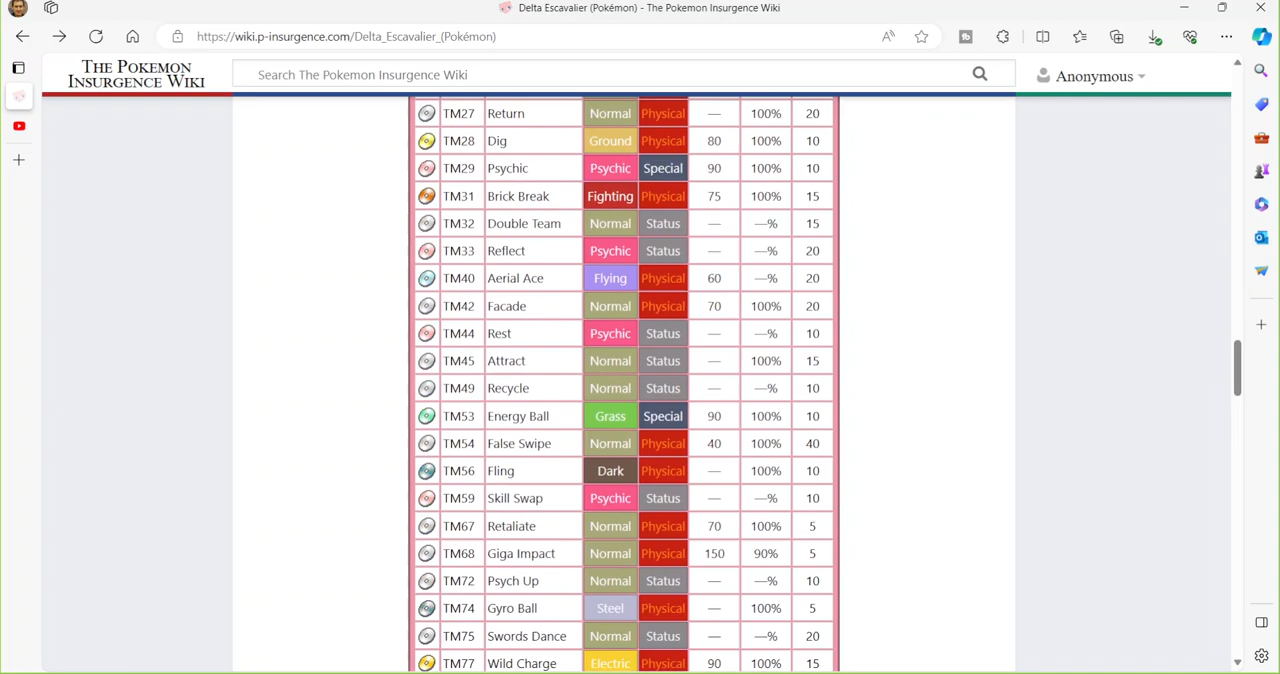 Delta Escavalier (Pokémon) - The Pokemon Insurgence Wiki
https://wiki.p-insurgence.com/Delta_Escavalier_(Pokémon)
THE POKEMON INSURGENCE WIKI
Search The Pokemon Insurgence Wiki
Anonymous
TM27 Return Normal Physical — 100% 20
TM28 Dig Ground Physical 80 100% 10
TM29 Psychic Psychic Special 90 100% 10
TM31 Brick Break Fighting Physical 75 100% 15
TM32 Double Team Normal Status — —% 15
TM33 Reflect Psychic Status — —% 20
TM40 Aerial Ace Flying Physical 60 —% 20
TM42 Facade Normal Physical 70 100% 20
TM44 Rest Psychic Status — —% 10
TM45 Attract Normal Status — 100% 15
TM49 Recycle Normal Status — —% 10
TM53 Energy Ball Grass Special 90 100% 10
TM54 False Swipe Normal Physical 40 100% 40
TM56 Fling Dark Physical — 100% 10
TM59 Skill Swap Psychic Status — —% 10
TM67 Retaliate Normal Physical 70 100% 5
TM68 Giga Impact Normal Physical 150 90% 5
TM72 Psych Up Normal Status — —% 10
TM74 Gyro Ball Steel Physical — 100% 5
TM75 Swords Dance Normal Status — —% 20
TM77 Wild Charge Electric Physical 90 100% 15